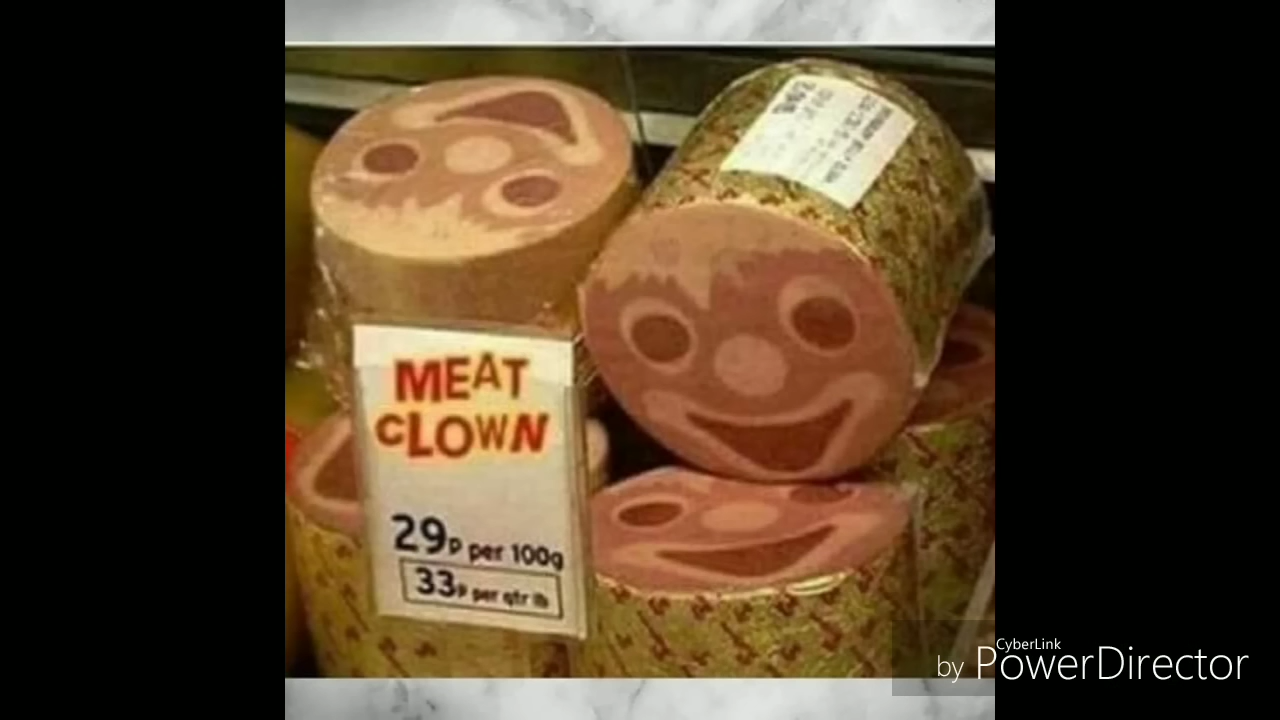 MEAT
CLOWN
29p per 100g
33p per qtr lb
CyberLink
by PowerDirector